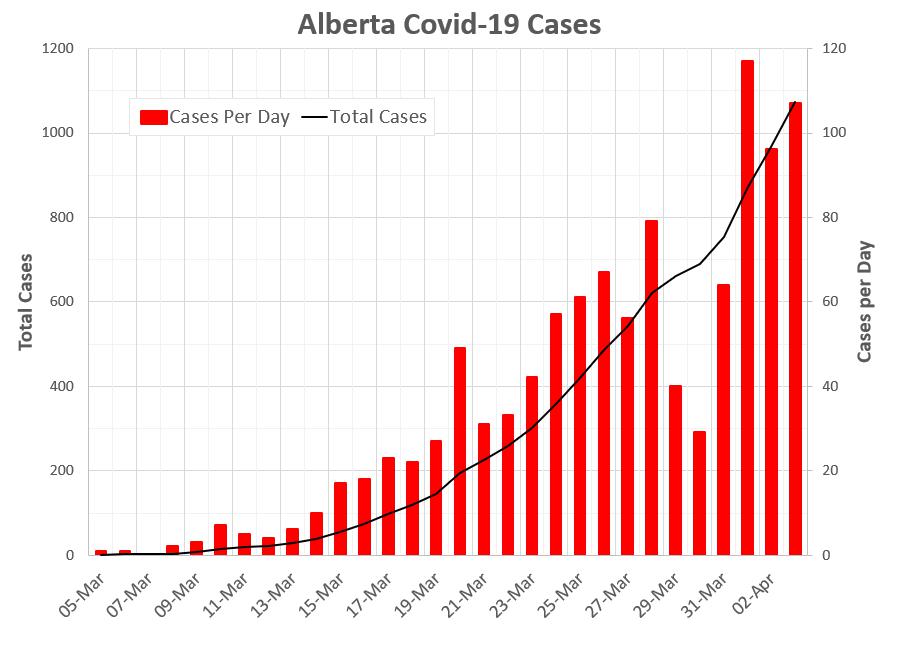 Alberta Covid-19 Cases
1200
1000
800
600
400
200
0
Total Cases
Cases Per Day
Total Cases
120
100
80
60
40
20
0
Cases per Day
05-Mar
07-Mar
09-Mar
11-Mar
13-Mar
15-Mar
17-Mar
19-Mar
21-Mar
23-Mar
25-Mar
27-Mar
29-Mar
31-Mar
02-Apr